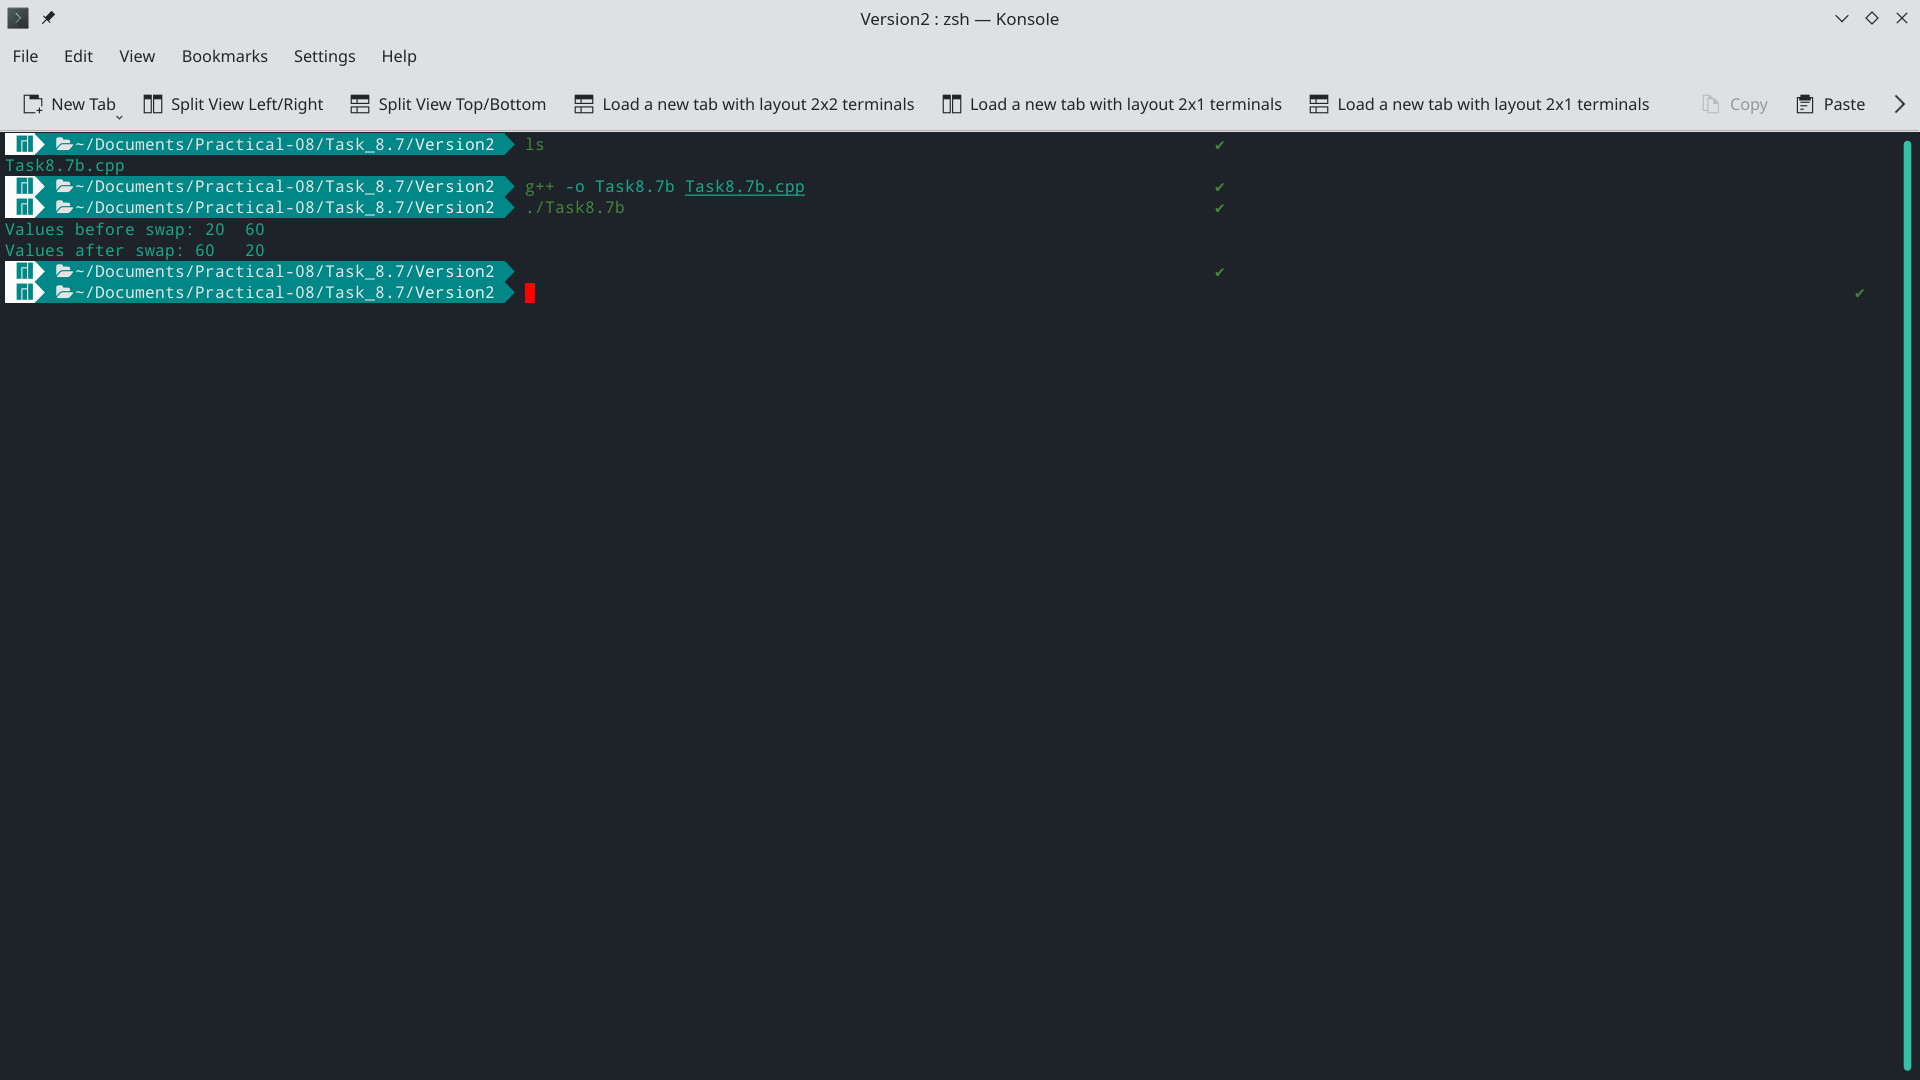 Version2 : zsh — Konsole
File Edit View Bookmarks Settings Help
New Tab Split View Left/Right Split View Top/Bottom Load a new tab with layout 2x2 terminals Load a new tab with layout 2x1 terminals Load a new tab with layout 2x1 terminals Copy Paste
~/Documents/Practical-08/Task_8.7/Version2 ls ✔
Task8.7b.cpp
~/Documents/Practical-08/Task_8.7/Version2 g++ -o Task8.7b Task8.7b.cpp ✔
~/Documents/Practical-08/Task_8.7/Version2 ./Task8.7b ✔
Values before swap: 20  60
Values after swap: 60   20
~/Documents/Practical-08/Task_8.7/Version2 ✔
~/Documents/Practical-08/Task_8.7/Version2 ✔